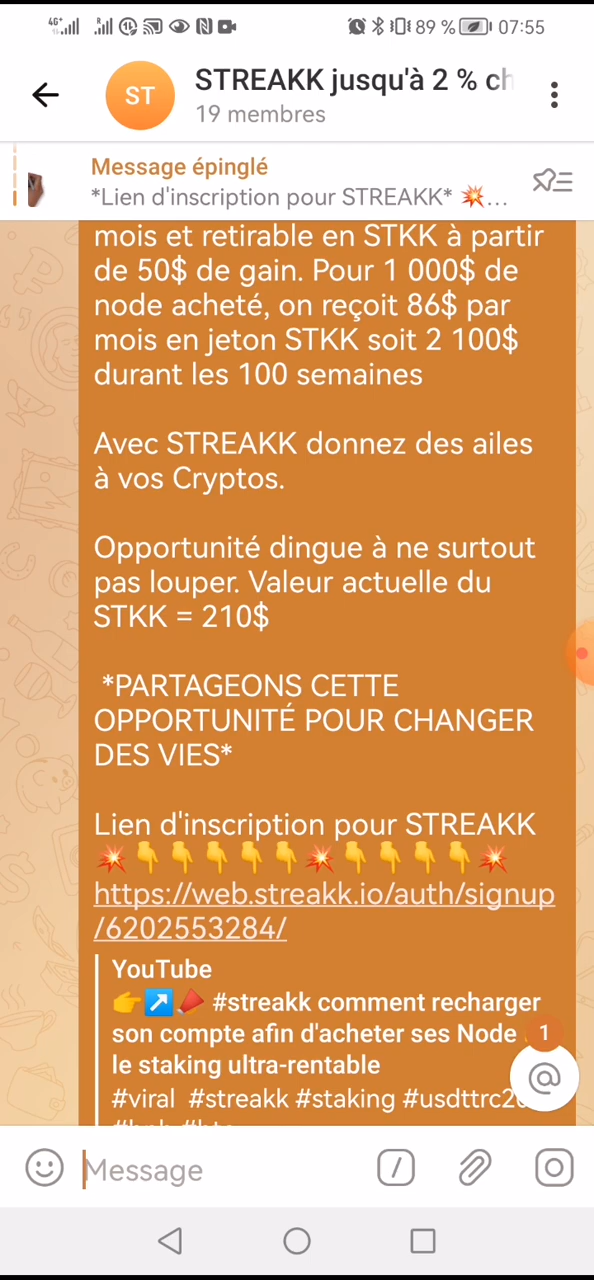 4G+ R 89 % 07:55
ST
STREAKK jusqu'à 2 % ch
19 membres
Message épinglé
*Lien d'inscription pour STREAKK* 💥...
mois et retirable en STKK à partir
de 50$ de gain. Pour 1 000$ de
node acheté, on reçoit 86$ par
mois en jeton STKK soit 2 100$
durant les 100 semaines
Avec STREAKK donnez des ailes
à vos Cryptos.
Opportunité dingue à ne surtout
pas louper. Valeur actuelle du
STKK = 210$
*PARTAGEONS CETTE
OPPORTUNITÉ POUR CHANGER
DES VIES*
Lien d'inscription pour STREAKK
💥👇👇👇👇👇💥👇👇👇👇💥
https://web.streakk.io/auth/signup
/6202553284/
YouTube
👉↗️📣 #streakk comment recharger
son compte afin d'acheter ses Node
le staking ultra-rentable
1
@
#viral #streakk #staking #usdttrc20
Message